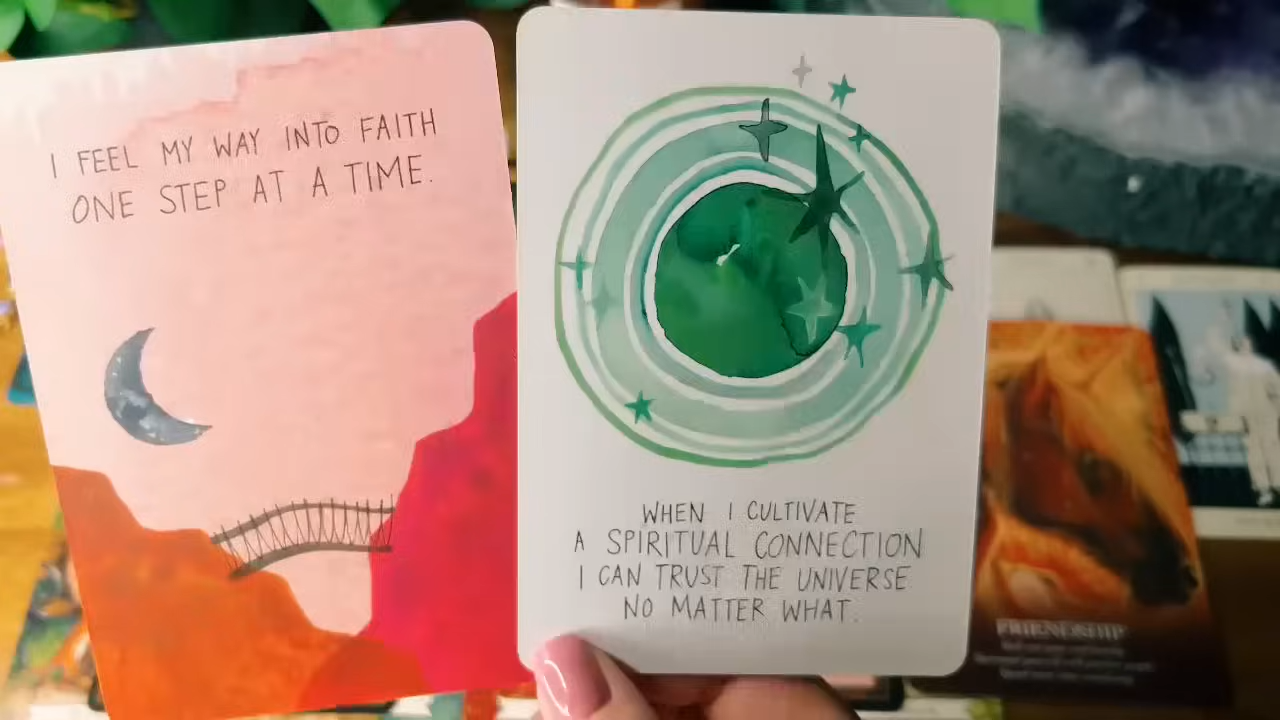 I FEEL MY WAY INTO FAITH
ONE STEP AT A TIME.
WHEN I CULTIVATE
A SPIRITUAL CONNECTION
I CAN TRUST THE UNIVERSE
NO MATTER WHAT.
FRIENDSHIP